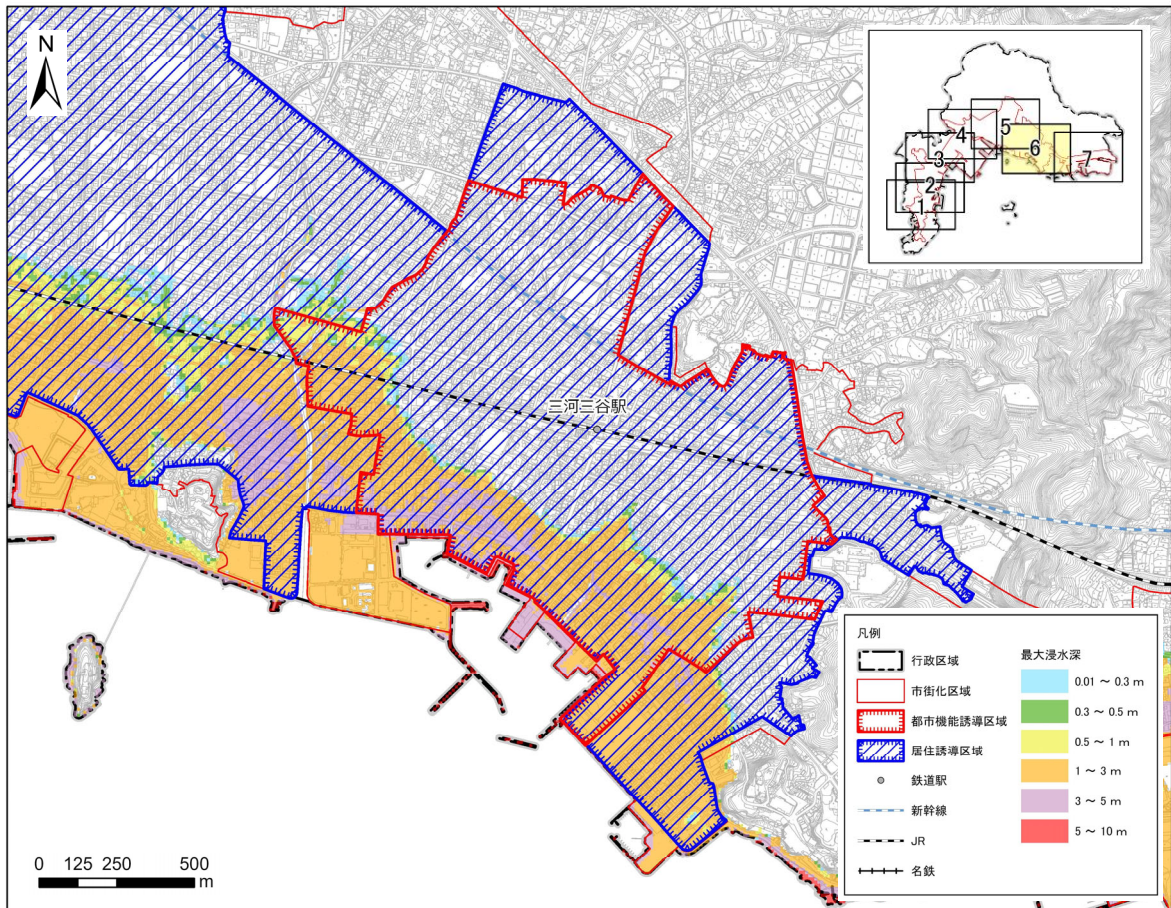 N
5
4
6
3
7
2
1
三河三谷駅
凡例
行政区域
市街化区域
都市機能誘導区域
居住誘導区域
鉄道駅
新幹線
JR
名鉄
最大浸水深
0.01 ～ 0.3 m
0.3 ～ 0.5 m
0.5 ～ 1 m
1 ～ 3 m
3 ～ 5 m
5 ～ 10 m
0 125 250 500
m